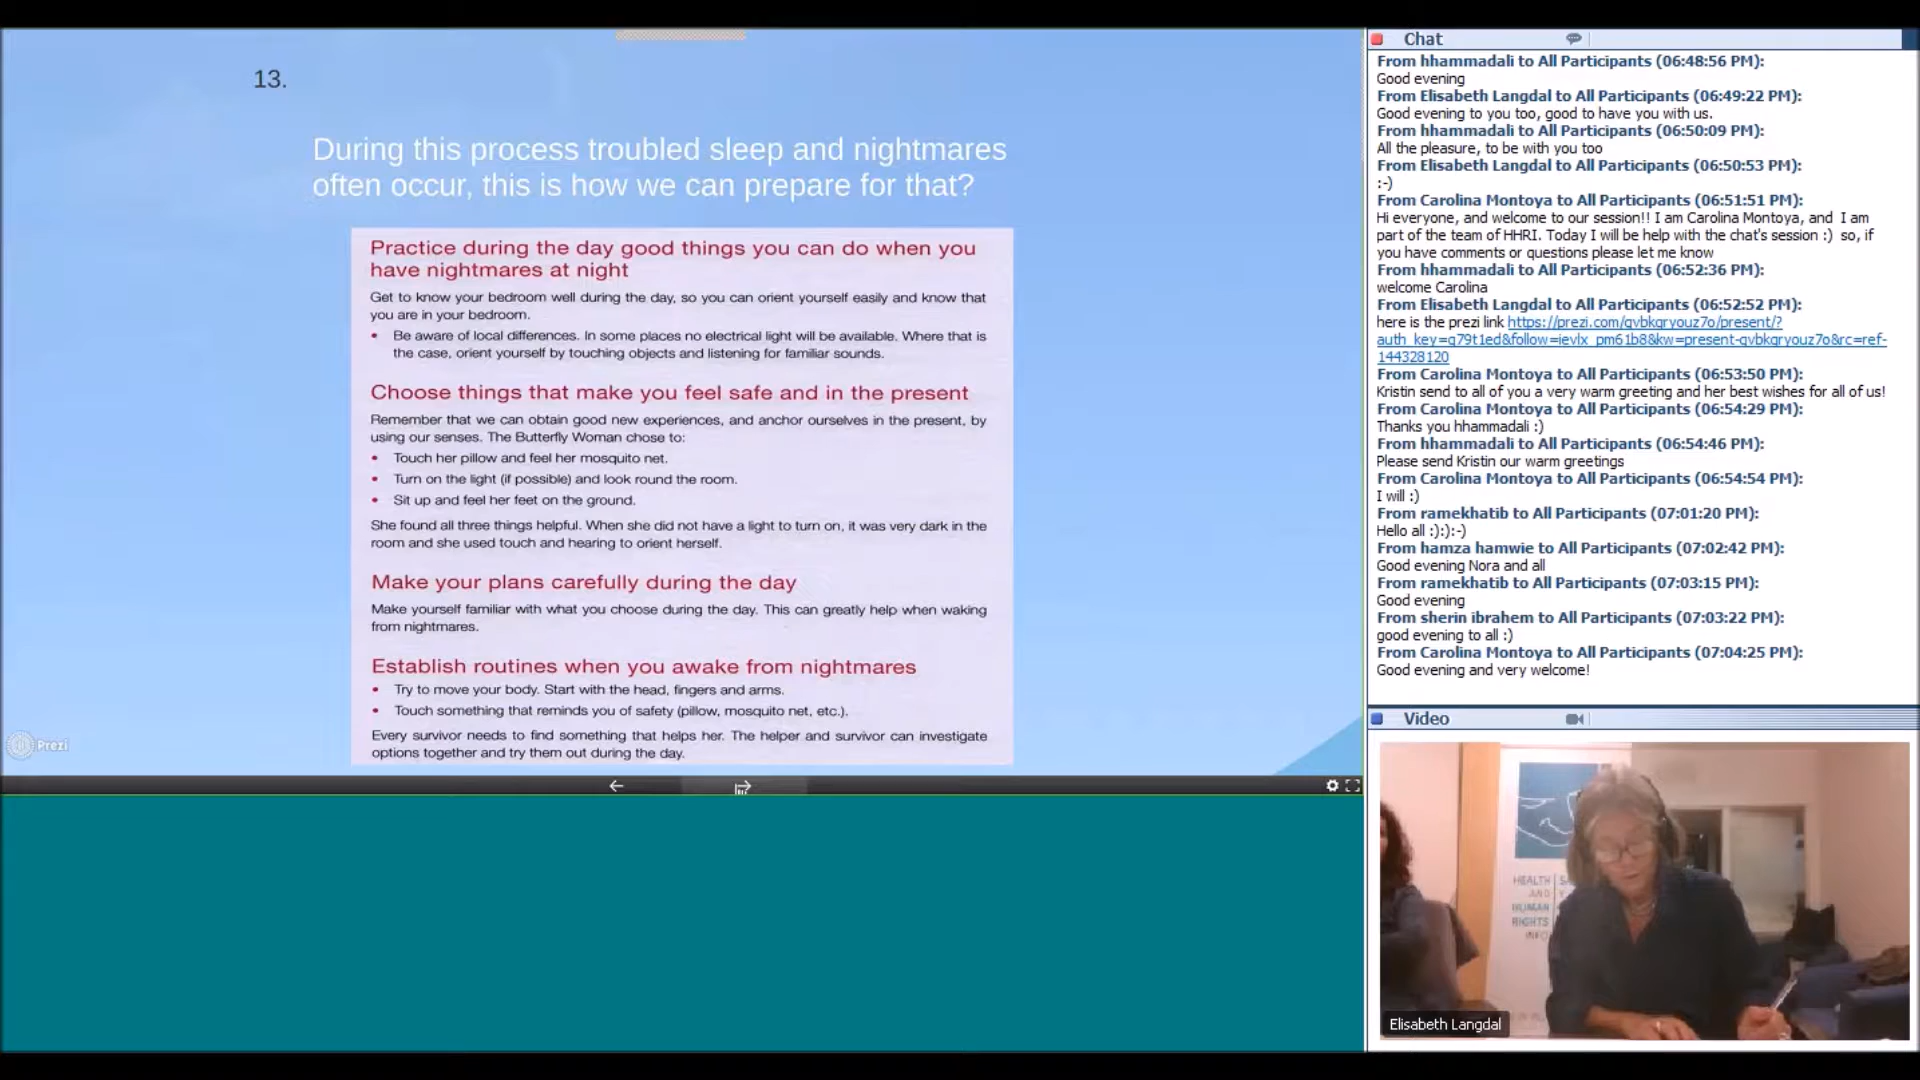 13.
During this process troubled sleep and nightmares
often occur, this is how we can prepare for that?
Practice during the day good things you can do when you
have nightmares at night
Get to know your bedroom well during the day, so you can orient yourself easily and know that
you are in your bedroom.
• Be aware of local differences. In some places no electrical light will be available. Where that is
the case, orient yourself by touching objects and listening for familiar sounds.
Choose things that make you feel safe and in the present
Remember that we can obtain good new experiences, and anchor ourselves in the present, by
using our senses. The Butterfly Woman chose to:
• Touch her pillow and feel her mosquito net.
• Turn on the light (if possible) and look round the room.
• Sit up and feel her feet on the ground.
She found all three things helpful. When she did not have a light to turn on, it was very dark in the
room and she used touch and hearing to orient herself.
Make your plans carefully during the day
Make yourself familiar with what you choose during the day. This can greatly help when waking
from nightmares.
Establish routines when you awake from nightmares
• Try to move your body. Start with the head, fingers and arms.
• Touch something that reminds you of safety (pillow, mosquito net, etc.).
Every survivor needs to find something that helps her. The helper and survivor can investigate
options together and try them out during the day.
Prezi
Chat
From hhammadali to All Participants (06:48:56 PM):
Good evening
From Elisabeth Langdal to All Participants (06:49:22 PM):
Good evening to you too, good to have you with us.
From hhammadali to All Participants (06:50:09 PM):
All the pleasure, to be with you too
From Elisabeth Langdal to All Participants (06:50:53 PM):
:-)
From Carolina Montoya to All Participants (06:51:51 PM):
Hi everyone, and welcome to our session!! I am Carolina Montoya, and I am
part of the team of HHRI. Today I will be help with the chat's session :) so, if
you have comments or questions please let me know
From hhammadali to All Participants (06:52:36 PM):
welcome Carolina
From Elisabeth Langdal to All Participants (06:52:52 PM):
here is the prezi link https://prezi.com/gvbkgryouz7o/present/?
auth_key=q79t1ed&follow=ievlx_pm61b8&kw=present-gvbkgryouz7o&rc=ref-
144328120
From Carolina Montoya to All Participants (06:53:50 PM):
Kristin send to all of you a very warm greeting and her best wishes for all of us!
From Carolina Montoya to All Participants (06:54:29 PM):
Thanks you hhammadali :)
From hhammadali to All Participants (06:54:46 PM):
Please send Kristin our warm greetings
From Carolina Montoya to All Participants (06:54:54 PM):
I will :)
From ramekhatib to All Participants (07:01:20 PM):
Hello all :):):-)
From hamza hamwie to All Participants (07:02:42 PM):
Good evening Nora and all
From ramekhatib to All Participants (07:03:15 PM):
Good evening
From sherin ibrahem to All Participants (07:03:22 PM):
good evening to all :)
From Carolina Montoya to All Participants (07:04:25 PM):
Good evening and very welcome!
Video
HEALTH
AND
HUMAN
RIGHTS
INFO
Elisabeth Langdal